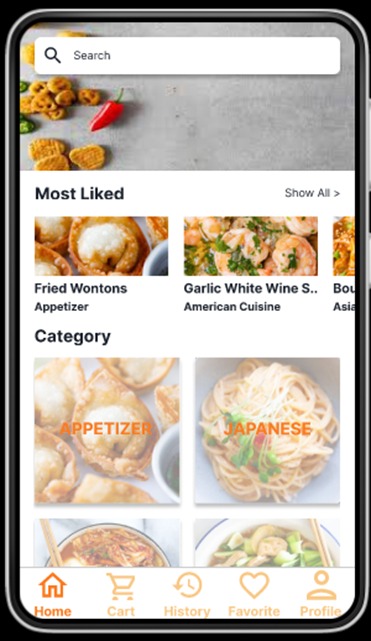 Search
Most Liked
Show All >
Fried Wontons
Garlic White Wine S..
Bou
Appetizer
American Cuisine
Asia
Category
APPETIZER
JAPANESE
Home
Cart
History
Favorite
Profile